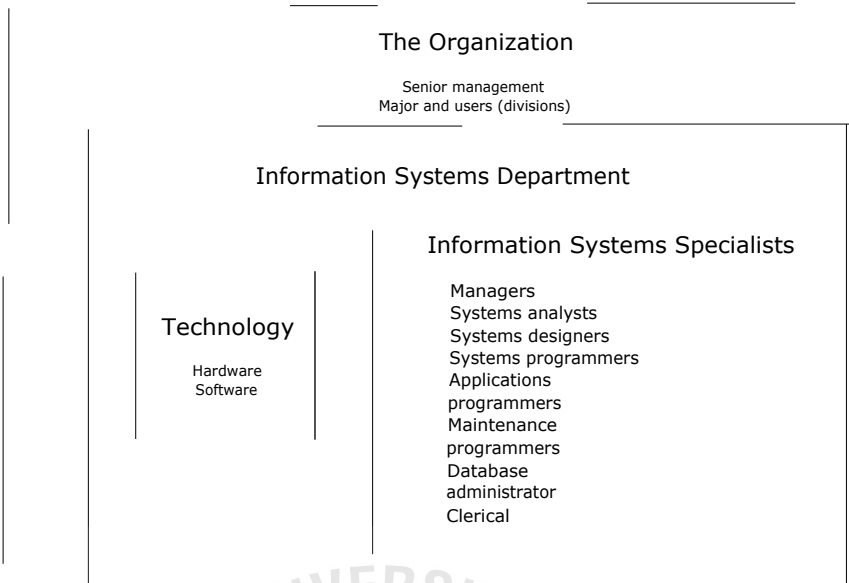 The Organization
Senior management
Major and users (divisions)
Information Systems Department
Information Systems Specialists
Managers
Systems analysts
Systems designers
Systems programmers
Applications
programmers
Maintenance
programmers
Database
administrator
Clerical
Technology
Hardware
Software